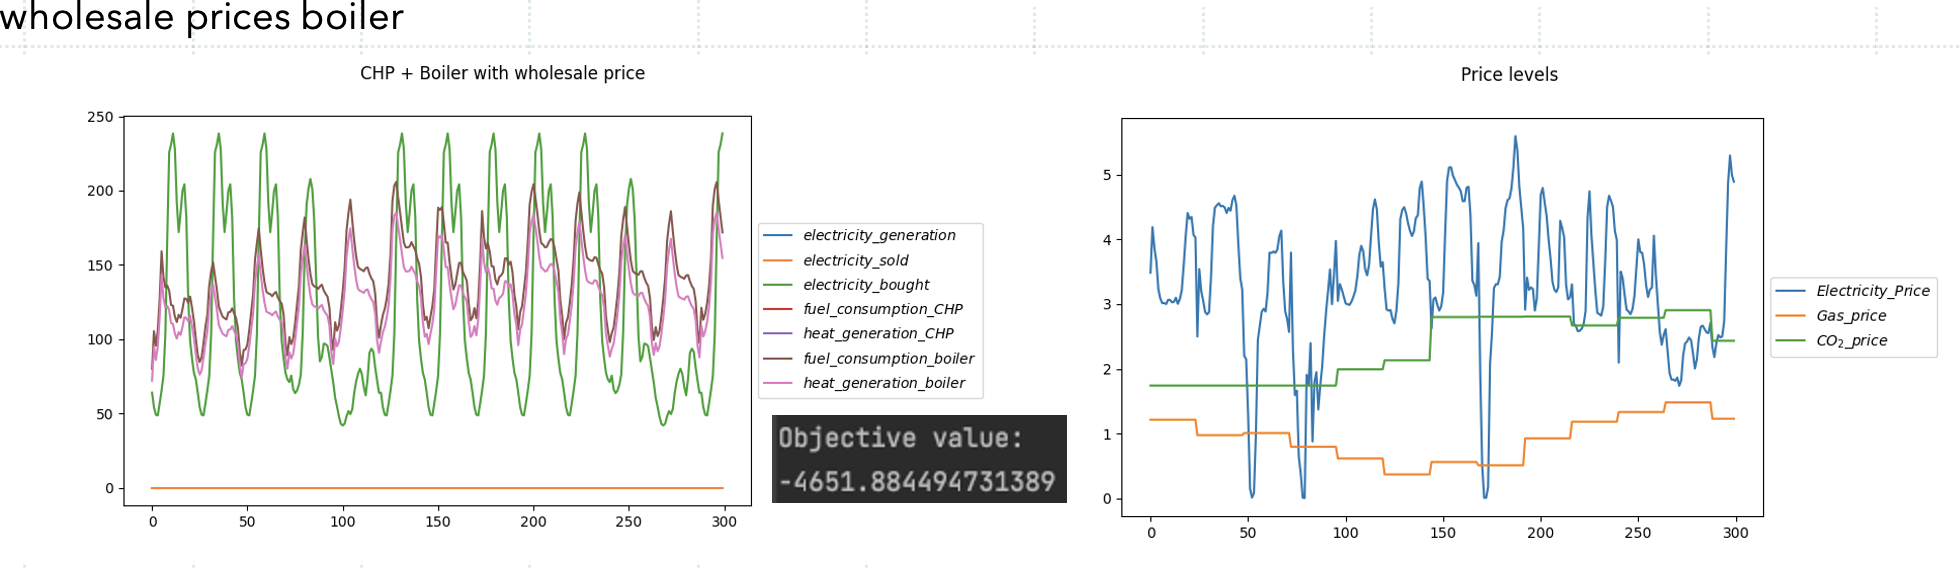 wholesale prices boiler
CHP + Boiler with wholesale price
250
200
150
100
50
0
0 50 100 150 200 250 300
electricity_generation
electricity_sold
electricity_bought
fuel_consumption_CHP
heat_generation_CHP
fuel_consumption_boiler
heat_generation_boiler
Objective value:
-4651.884494731389
Price levels
5
4
3
2
1
0
0 50 100 150 200 250 300
Electricity_Price
Gas_price
CO₂_price